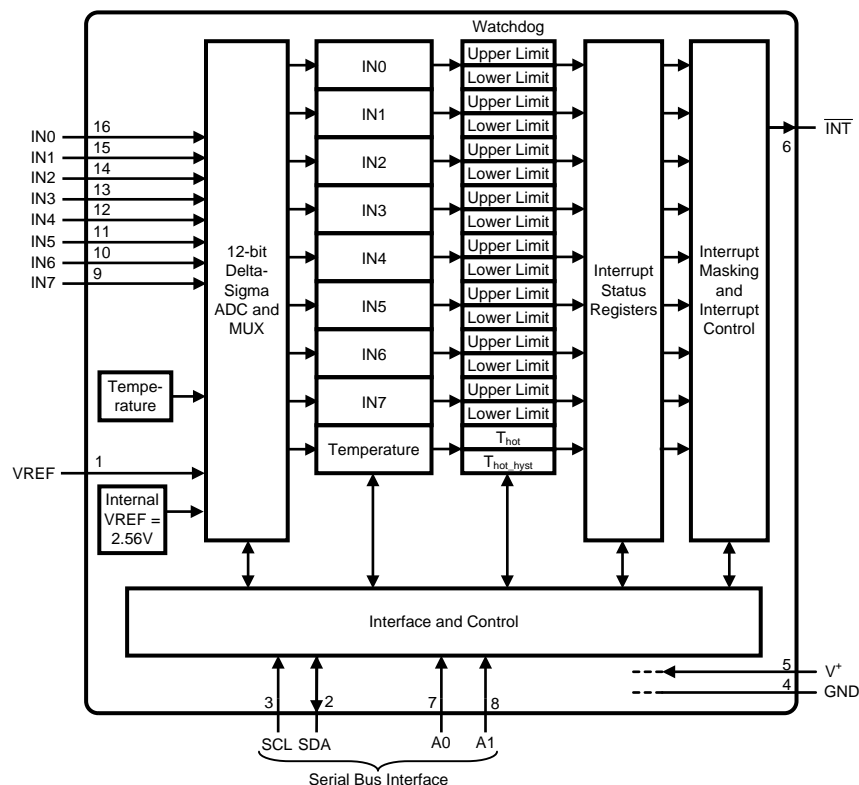 Watchdog
IN0
IN1
IN2
IN3
IN4
IN5
IN6
IN7
16
15
14
13
12
11
10
9
Tempe-
rature
VREF
1
Internal
VREF =
2.56V
12-bit
Delta-
Sigma
ADC and
MUX
IN0
IN1
IN2
IN3
IN4
IN5
IN6
IN7
Temperature
Upper Limit
Lower Limit
Upper Limit
Lower Limit
Upper Limit
Lower Limit
Upper Limit
Lower Limit
Upper Limit
Lower Limit
Upper Limit
Lower Limit
Upper Limit
Lower Limit
Upper Limit
Lower Limit
Thot
Thot_hyst
Interrupt
Status
Registers
Interrupt
Masking
and
Interrupt
Control
INT
6
Interface and Control
5
V+
4
GND
3
2
7
8
SCL SDA A0 A1
Serial Bus Interface